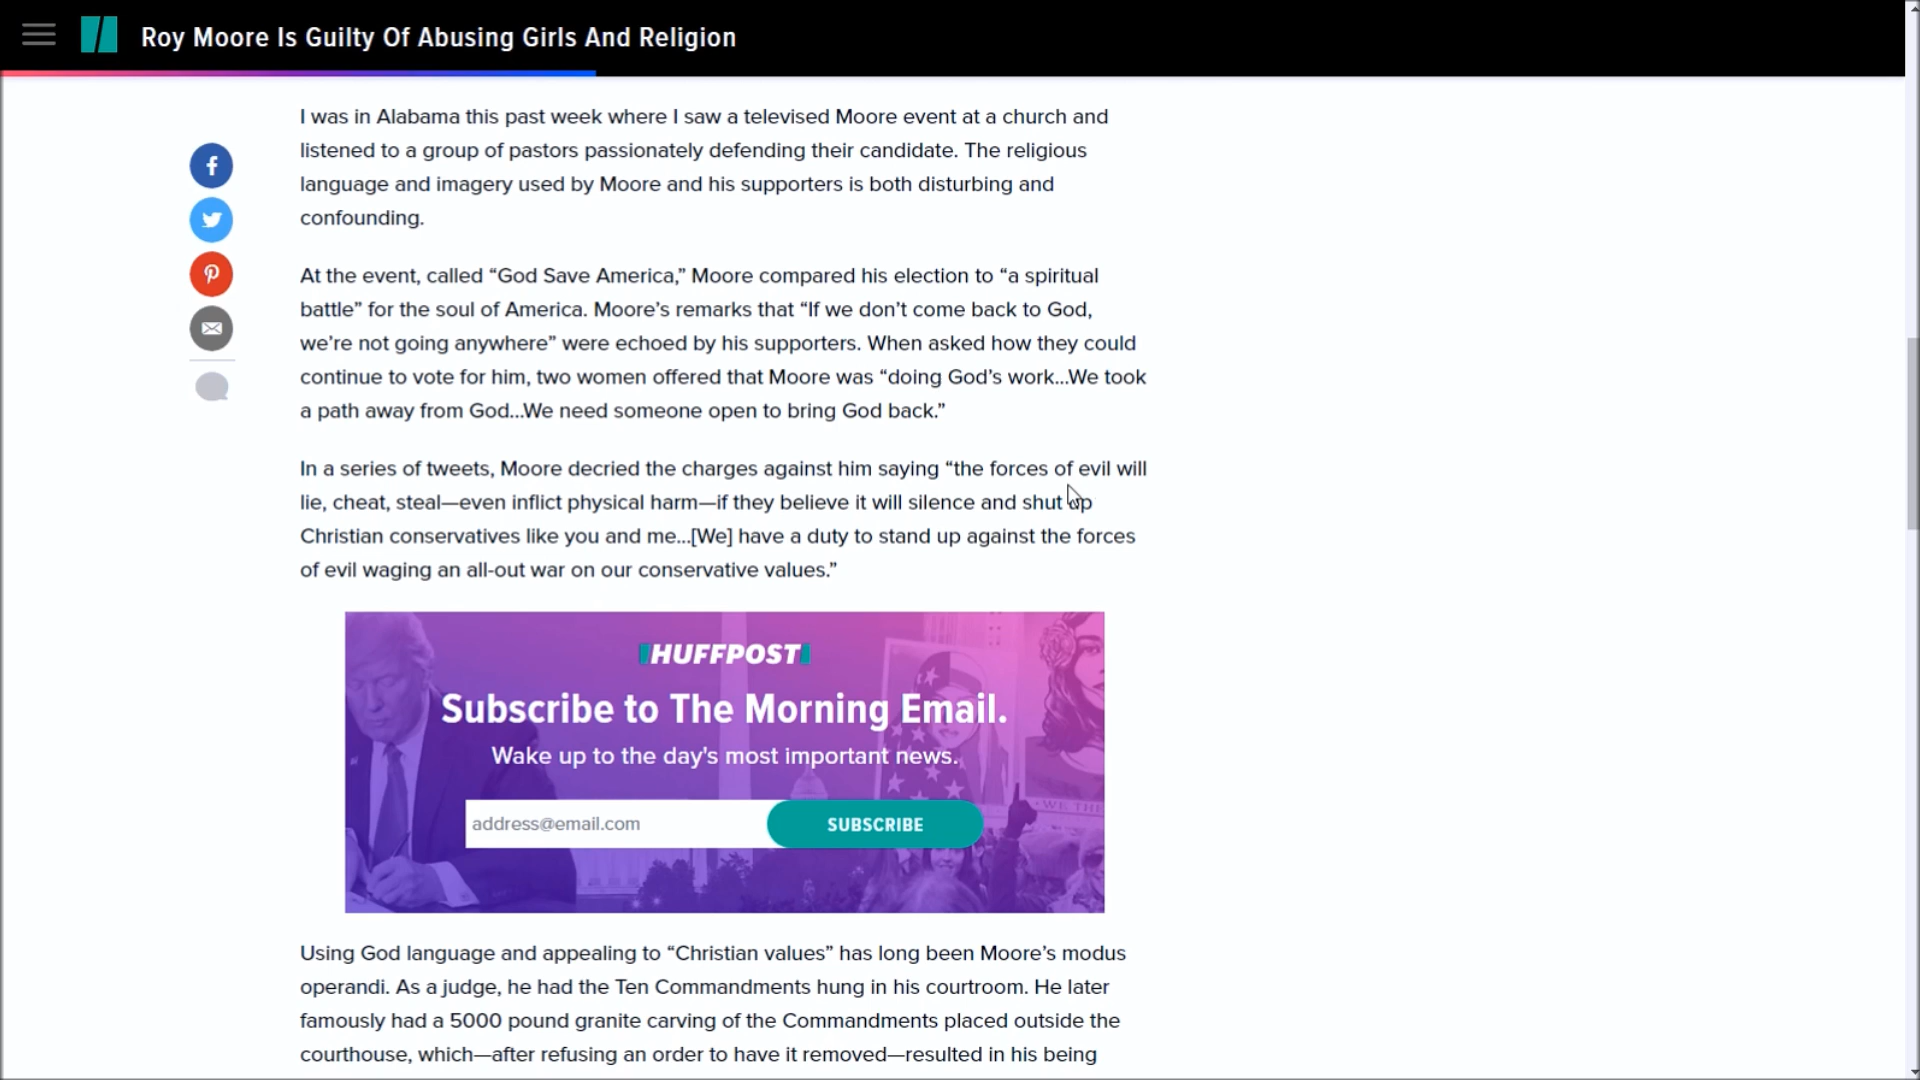 Roy Moore Is Guilty Of Abusing Girls And Religion
I was in Alabama this past week where I saw a televised Moore event at a church and
listened to a group of pastors passionately defending their candidate. The religious
language and imagery used by Moore and his supporters is both disturbing and
confounding.
At the event, called “God Save America,” Moore compared his election to “a spiritual
battle” for the soul of America. Moore’s remarks that “If we don’t come back to God,
we’re not going anywhere” were echoed by his supporters. When asked how they could
continue to vote for him, two women offered that Moore was “doing God’s work...We took
a path away from God...We need someone open to bring God back.”
In a series of tweets, Moore decried the charges against him saying “the forces of evil will
lie, cheat, steal—even inflict physical harm—if they believe it will silence and shut up
Christian conservatives like you and me...[We] have a duty to stand up against the forces
of evil waging an all-out war on our conservative values.”
HUFFPOST
Subscribe to The Morning Email.
Wake up to the day's most important news.
address@email.com
SUBSCRIBE
WE THE
Using God language and appealing to “Christian values” has long been Moore’s modus
operandi. As a judge, he had the Ten Commandments hung in his courtroom. He later
famously had a 5000 pound granite carving of the Commandments placed outside the
courthouse, which—after refusing an order to have it removed—resulted in his being